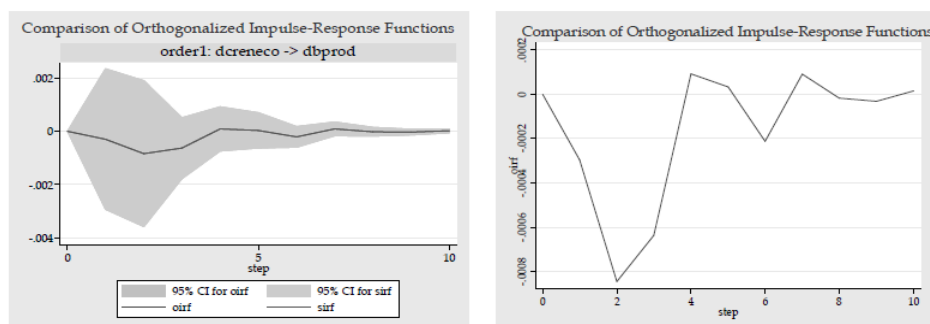 Comparison of Orthogonalized Impulse-Response Functions
order1: dcreneco -> dbprod
.002
0
-.002
-.004
0
5
10
step
95% CI for oirf
95% CI for sirf
oirf
sirf
Comparison of Orthogonalized Impulse-Response Functions
.0002
0
-.0002
-.0004
-.0006
-.0008
oirf
0
2
4
6
8
10
step